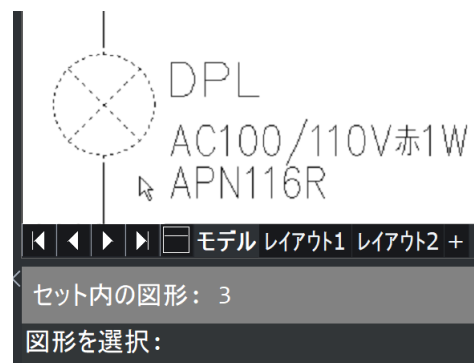 DPL
AC100/110V赤1W
APN116R
モデル レイアウト1 レイアウト2 +
セット内の図形: 3
図形を選択: